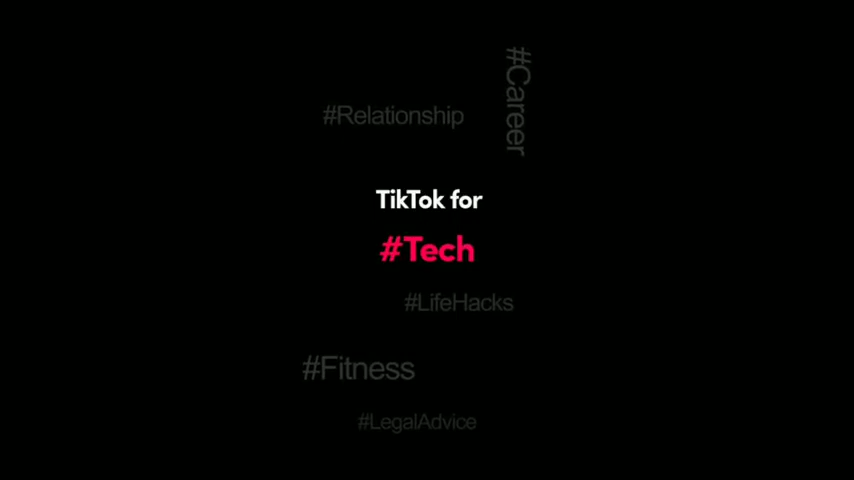 #Career
#Relationship
TikTok for
#Tech
#LifeHacks
#Fitness
#LegalAdvice